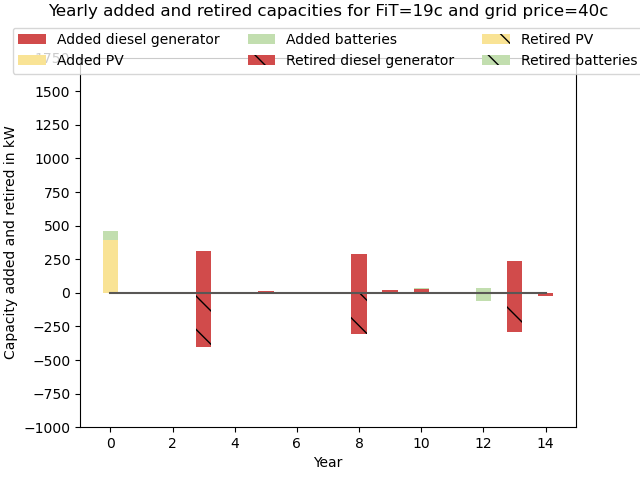 Yearly added and retired capacities for FiT=19c and grid price=40c
Added diesel generator
Added batteries
Retired PV
Added PV
Retired diesel generator
Retired batteries
1750
1500
1250
1000
750
500
250
0
−250
−500
−750
−1000
Capacity added and retired in kW
0 2 4 6 8 10 12 14
Year